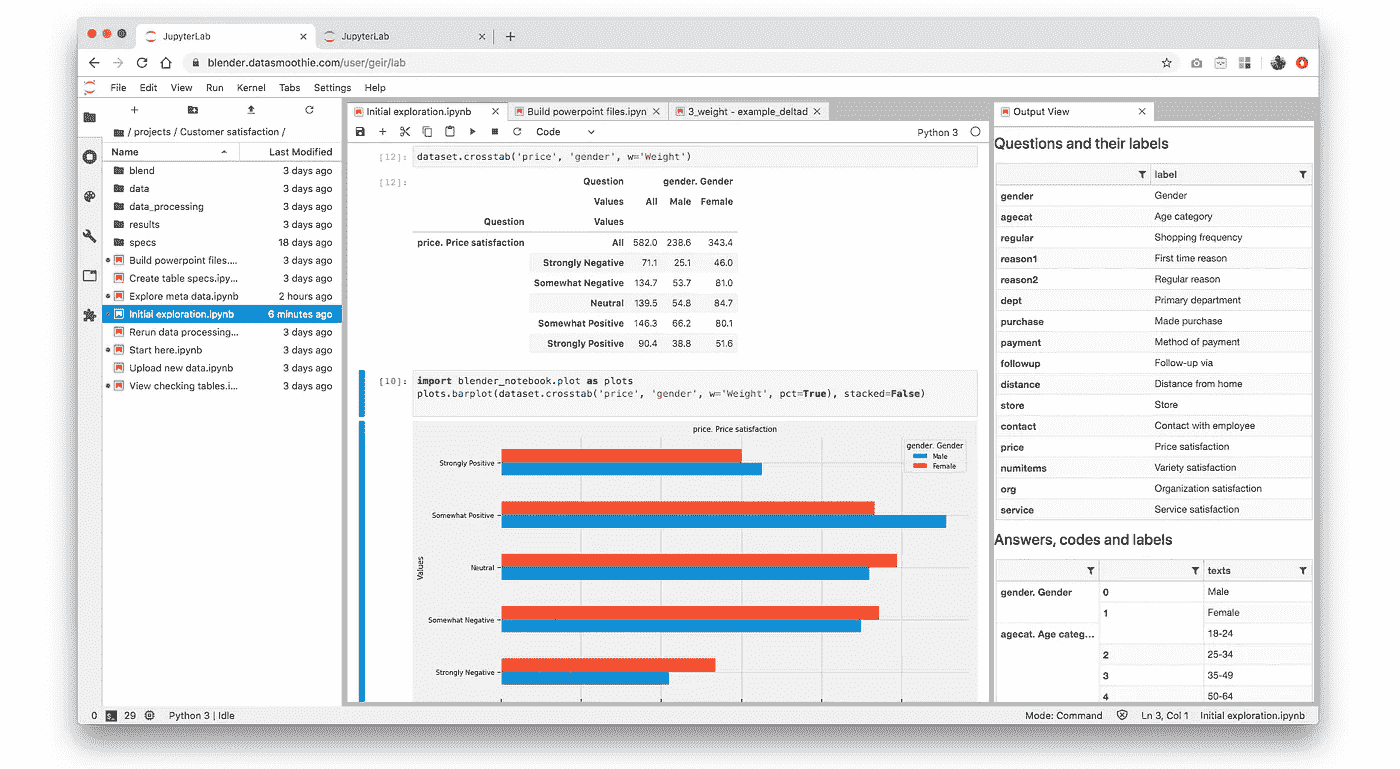 JupyterLab
JupyterLab
blender.datasmoothie.com/user/geir/lab
File Edit View Run Kernel Tabs Settings Help
/ projects / Customer satisfaction /
Name Last Modified
blend 3 days ago
data 3 days ago
data_processing 3 days ago
results 3 days ago
specs 18 days ago
Build powerpoint files.... 3 days ago
Create table specs.ipy... 3 days ago
Explore meta data.ipynb 2 hours ago
Initial exploration.ipynb 6 minutes ago
Rerun data processing... 3 days ago
Start here.ipynb 3 days ago
Upload new data.ipynb 3 days ago
View checking tables.i... 3 days ago
Initial exploration.ipynb Build powerpoint files.ipyn 3_weight - example_deltad
Code Python 3
[12]: dataset.crosstab('price', 'gender', w='Weight')
[12]: Question gender. Gender
Values All Male Female
Question Values
price. Price satisfaction All 582.0 238.6 343.4
Strongly Negative 71.1 25.1 46.0
Somewhat Negative 134.7 53.7 81.0
Neutral 139.5 54.8 84.7
Somewhat Positive 146.3 66.2 80.1
Strongly Positive 90.4 38.8 51.6
[10]: import blender_notebook.plot as plots
plots.barplot(dataset.crosstab('price', 'gender', w='Weight', pct=True), stacked=False)
price. Price satisfaction
gender. Gender
Male
Female
Strongly Positive
Somewhat Positive
Neutral
Somewhat Negative
Strongly Negative
Values
Output View
Questions and their labels
label
gender Gender
agecat Age category
regular Shopping frequency
reason1 First time reason
reason2 Regular reason
dept Primary department
purchase Made purchase
payment Method of payment
followup Follow-up via
distance Distance from home
store Store
contact Contact with employee
price Price satisfaction
numitems Variety satisfaction
org Organization satisfaction
service Service satisfaction
Answers, codes and labels
texts
gender. Gender 0 Male
1 Female
agecat. Age categ... 18-24
2 25-34
3 35-49
4 50-64
0 29 Python 3 | Idle Mode: Command Ln 3, Col 1 Initial exploration.ipynb